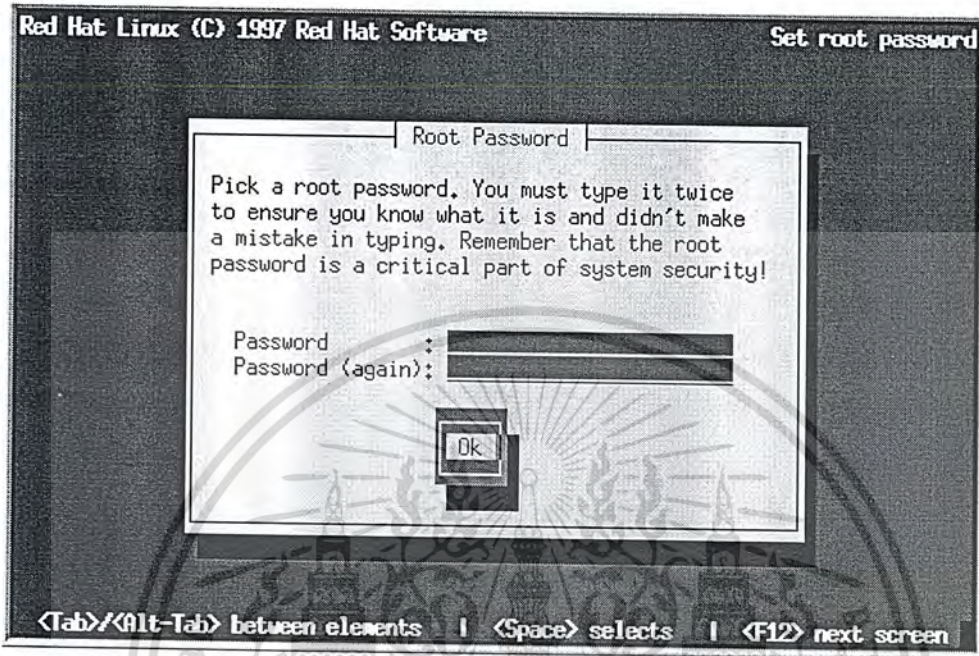 Red Hat Linux (C) 1997 Red Hat Software
Set root password
Root Password
Pick a root password. You must type it twice
to ensure you know what it is and didn't make
a mistake in typing. Remember that the root
password is a critical part of system security!
Password :
Password (again):
Ok
<Tab>/<Alt-Tab> between elements | <Space> selects | <F12> next screen